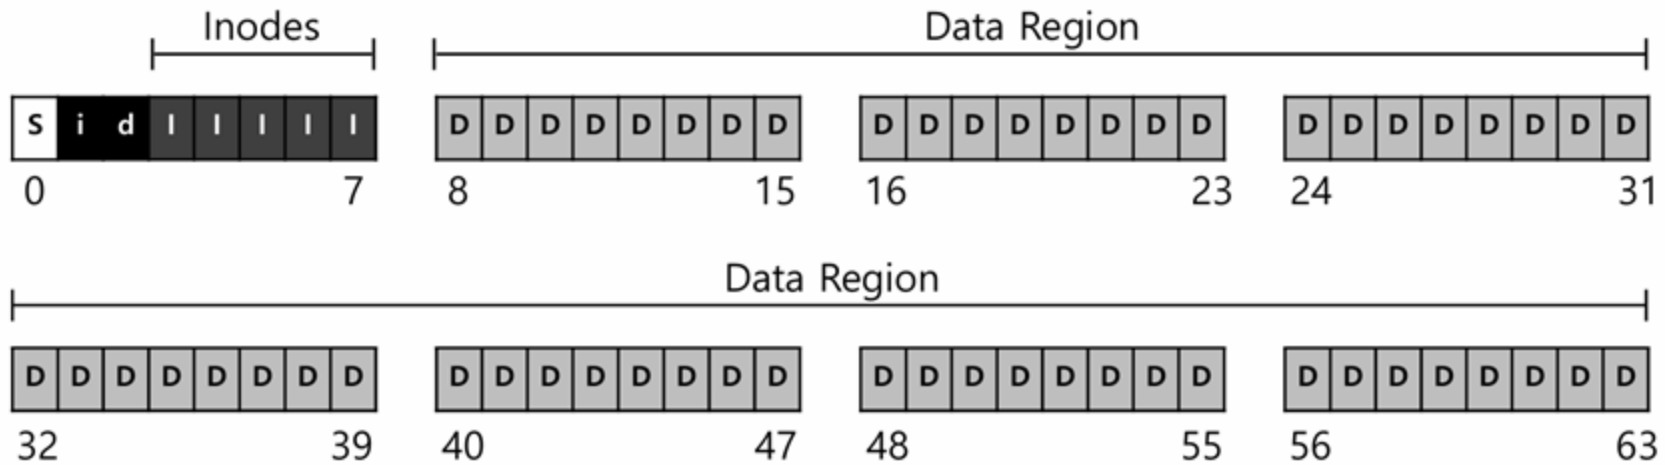 Inodes Data Region
S i d I I I I I D D D D D D D D D D D D D D D D D D D D D D D D
0 7 8 15 16 23 24 31
Data Region
D D D D D D D D D D D D D D D D D D D D D D D D D D D D D D D D
32 39 40 47 48 55 56 63